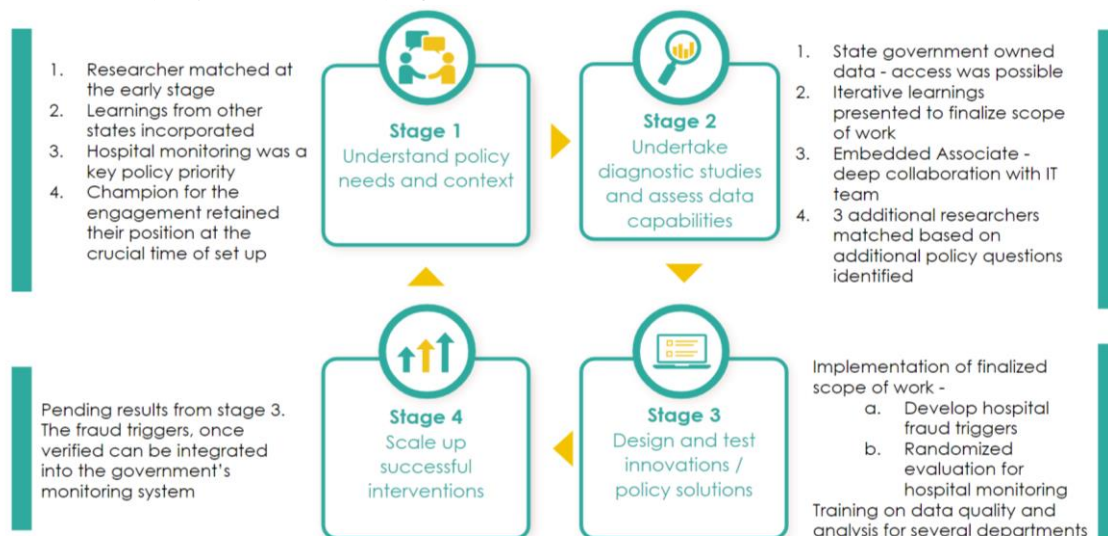 1. Researcher matched at
the early stage
2. Learnings from other
states incorporated
3. Hospital monitoring was a
key policy priority
4. Champion for the
engagement retained
their position at the
crucial time of set up
Stage 1
Understand policy
needs and context
Stage 2
Undertake
diagnostic studies
and assess data
capabilities
1. State government owned
data - access was possible
2. Iterative learnings
presented to finalize scope
of work
3. Embedded Associate -
deep collaboration with IT
team
4. 3 additional researchers
matched based on
additional policy questions
identified
Pending results from stage 3.
The fraud triggers, once
verified can be integrated
into the government's
monitoring system
Stage 4
Scale up
successful
interventions
Stage 3
Design and test
innovations /
policy solutions
Implementation of finalized
scope of work -
a. Develop hospital
fraud triggers
b. Randomized
evaluation for
hospital monitoring
Training on data quality and
analysis for several departments